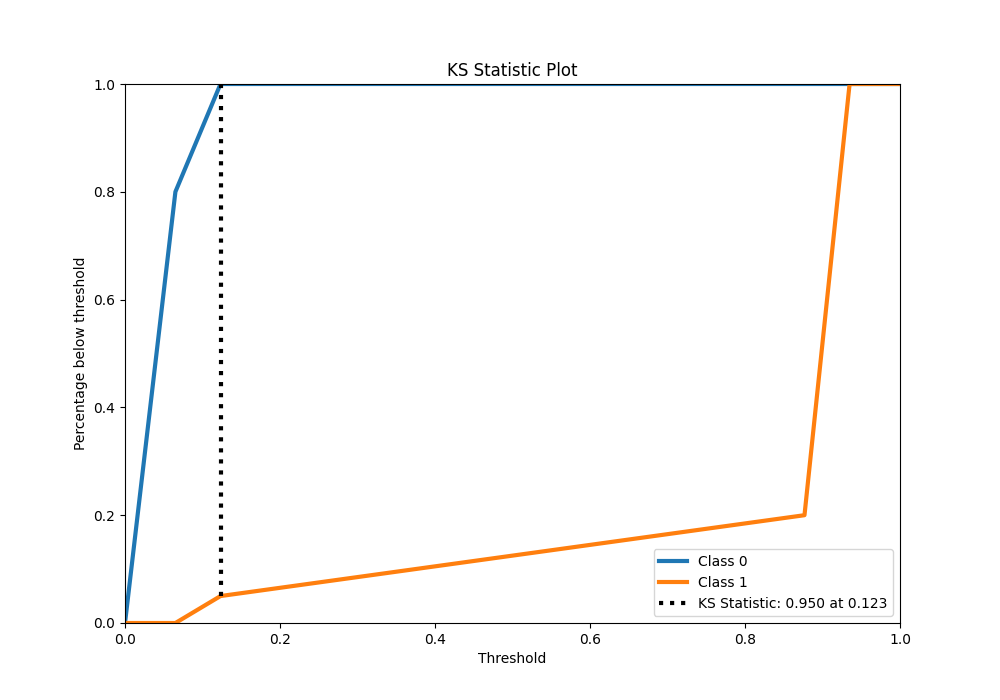 KS Statistic Plot
1.0
0.8
0.6
0.4
0.2
0.0
Percentage below threshold
0.0 0.2 0.4 0.6 0.8 1.0
Threshold
Class 0
Class 1
KS Statistic: 0.950 at 0.123